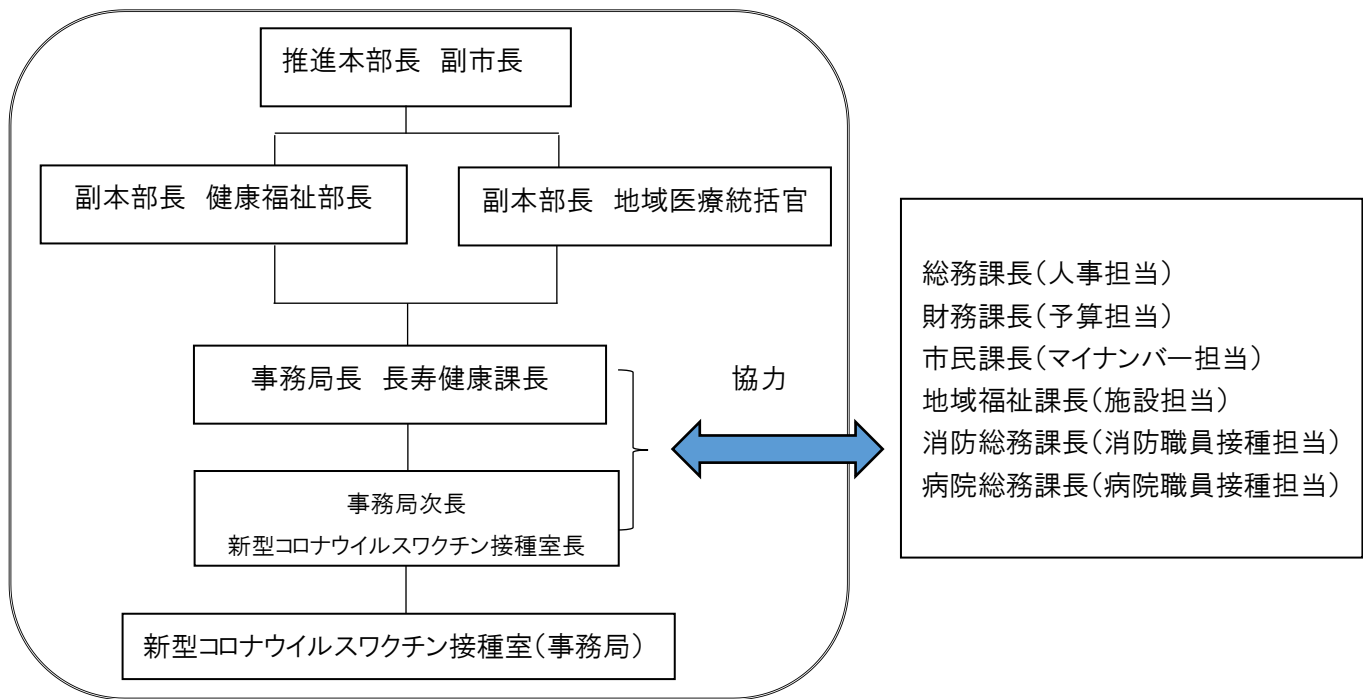 推進本部長　副市長
副本部長　健康福祉部長
副本部長　地域医療統括官
事務局長　長寿健康課長
事務局次長
新型コロナウイルスワクチン接種室長
新型コロナウイルスワクチン接種室（事務局）
協力
総務課長（人事担当）
財務課長（予算担当）
市民課長（マイナンバー担当）
地域福祉課長（施設担当）
消防総務課長（消防職員接種担当）
病院総務課長（病院職員接種担当）